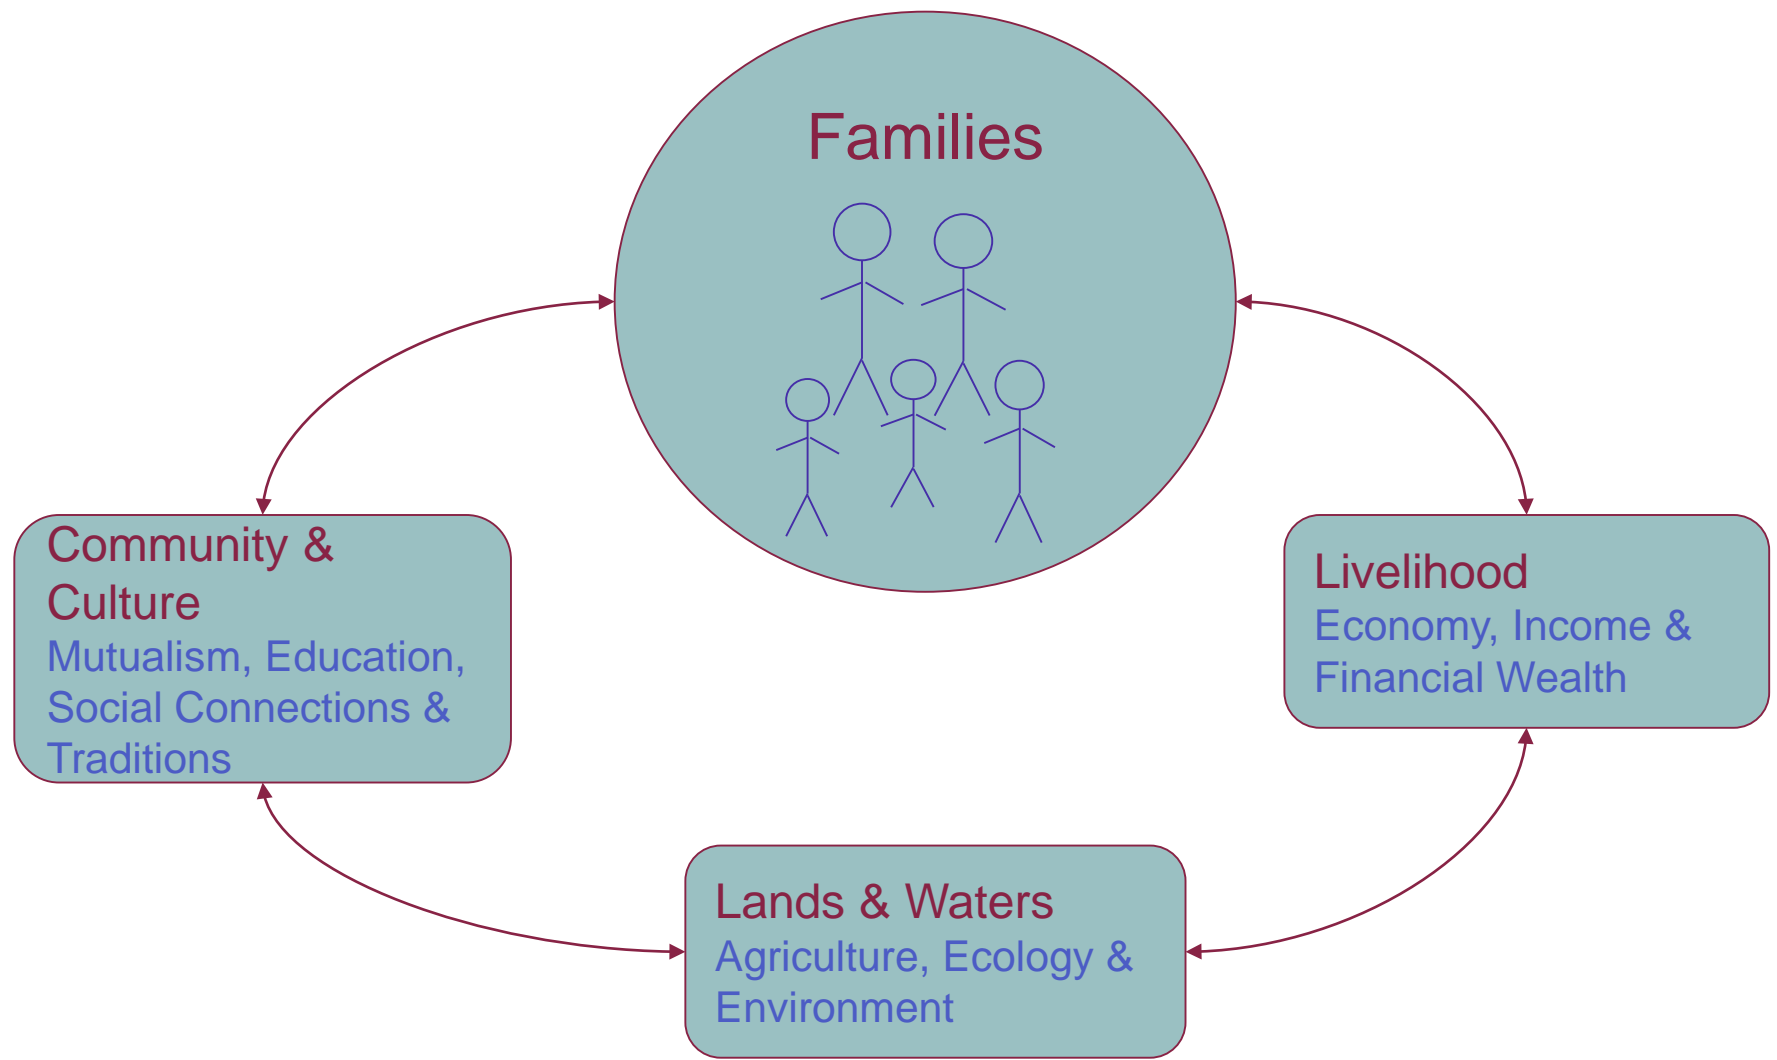 Families
Community &
Culture
Mutualism, Education,
Social Connections &
Traditions
Livelihood
Economy, Income &
Financial Wealth
Lands & Waters
Agriculture, Ecology &
Environment